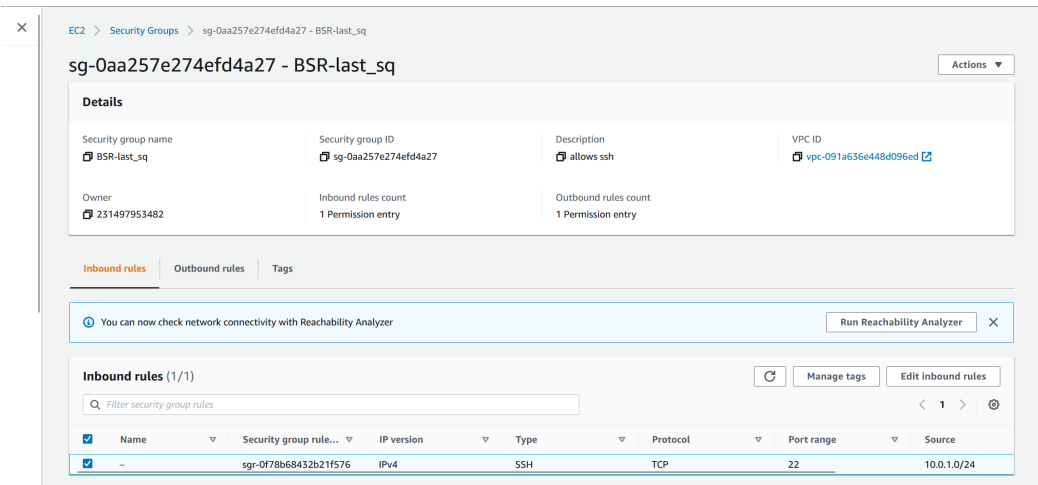 EC2 > Security Groups > sg-0aa257e274efd4a27 - BSR-last_sq
sg-0aa257e274efd4a27 - BSR-last_sq
Actions
Details
Security group name
BSR-last_sq
Security group ID
sg-0aa257e274efd4a27
Description
allows ssh
VPC ID
vpc-091a636e448d096ed
Owner
231497953482
Inbound rules count
1 Permission entry
Outbound rules count
1 Permission entry
Inbound rules Outbound rules Tags
You can now check network connectivity with Reachability Analyzer Run Reachability Analyzer
Inbound rules (1/1) Manage tags Edit inbound rules
Filter security group rules 1
Name Security group rule... IP version Type Protocol Port range Source
– sgr-0f78b68432b21f576 IPv4 SSH TCP 22 10.0.1.0/24